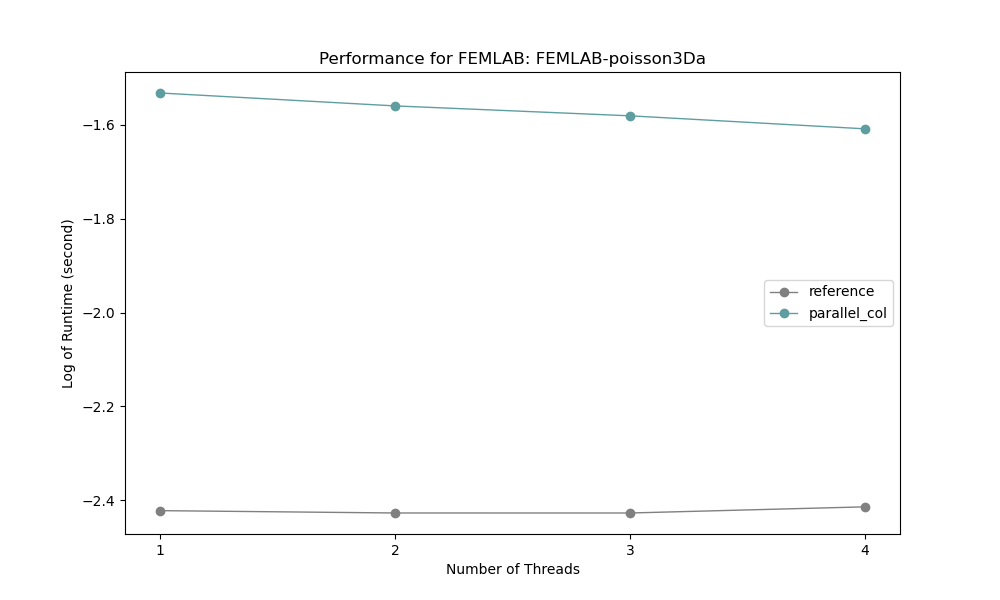 Performance for FEMLAB: FEMLAB-poisson3Da
Log of Runtime (second)
−1.6
−1.8
−2.0
−2.2
−2.4
reference
parallel_col
1 2 3 4
Number of Threads